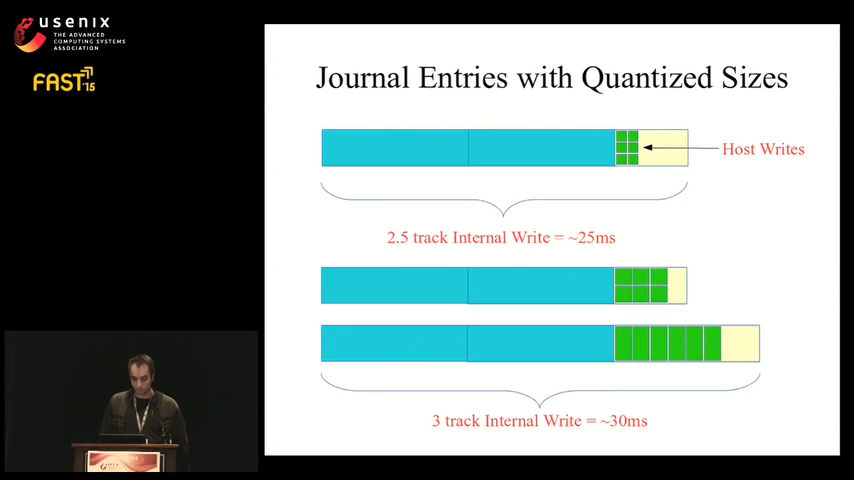 usenix
THE ADVANCED
COMPUTING SYSTEMS
ASSOCIATION
FAST '15
Journal Entries with Quantized Sizes
Host Writes
2.5 track Internal Write = ~25ms
3 track Internal Write = ~30ms